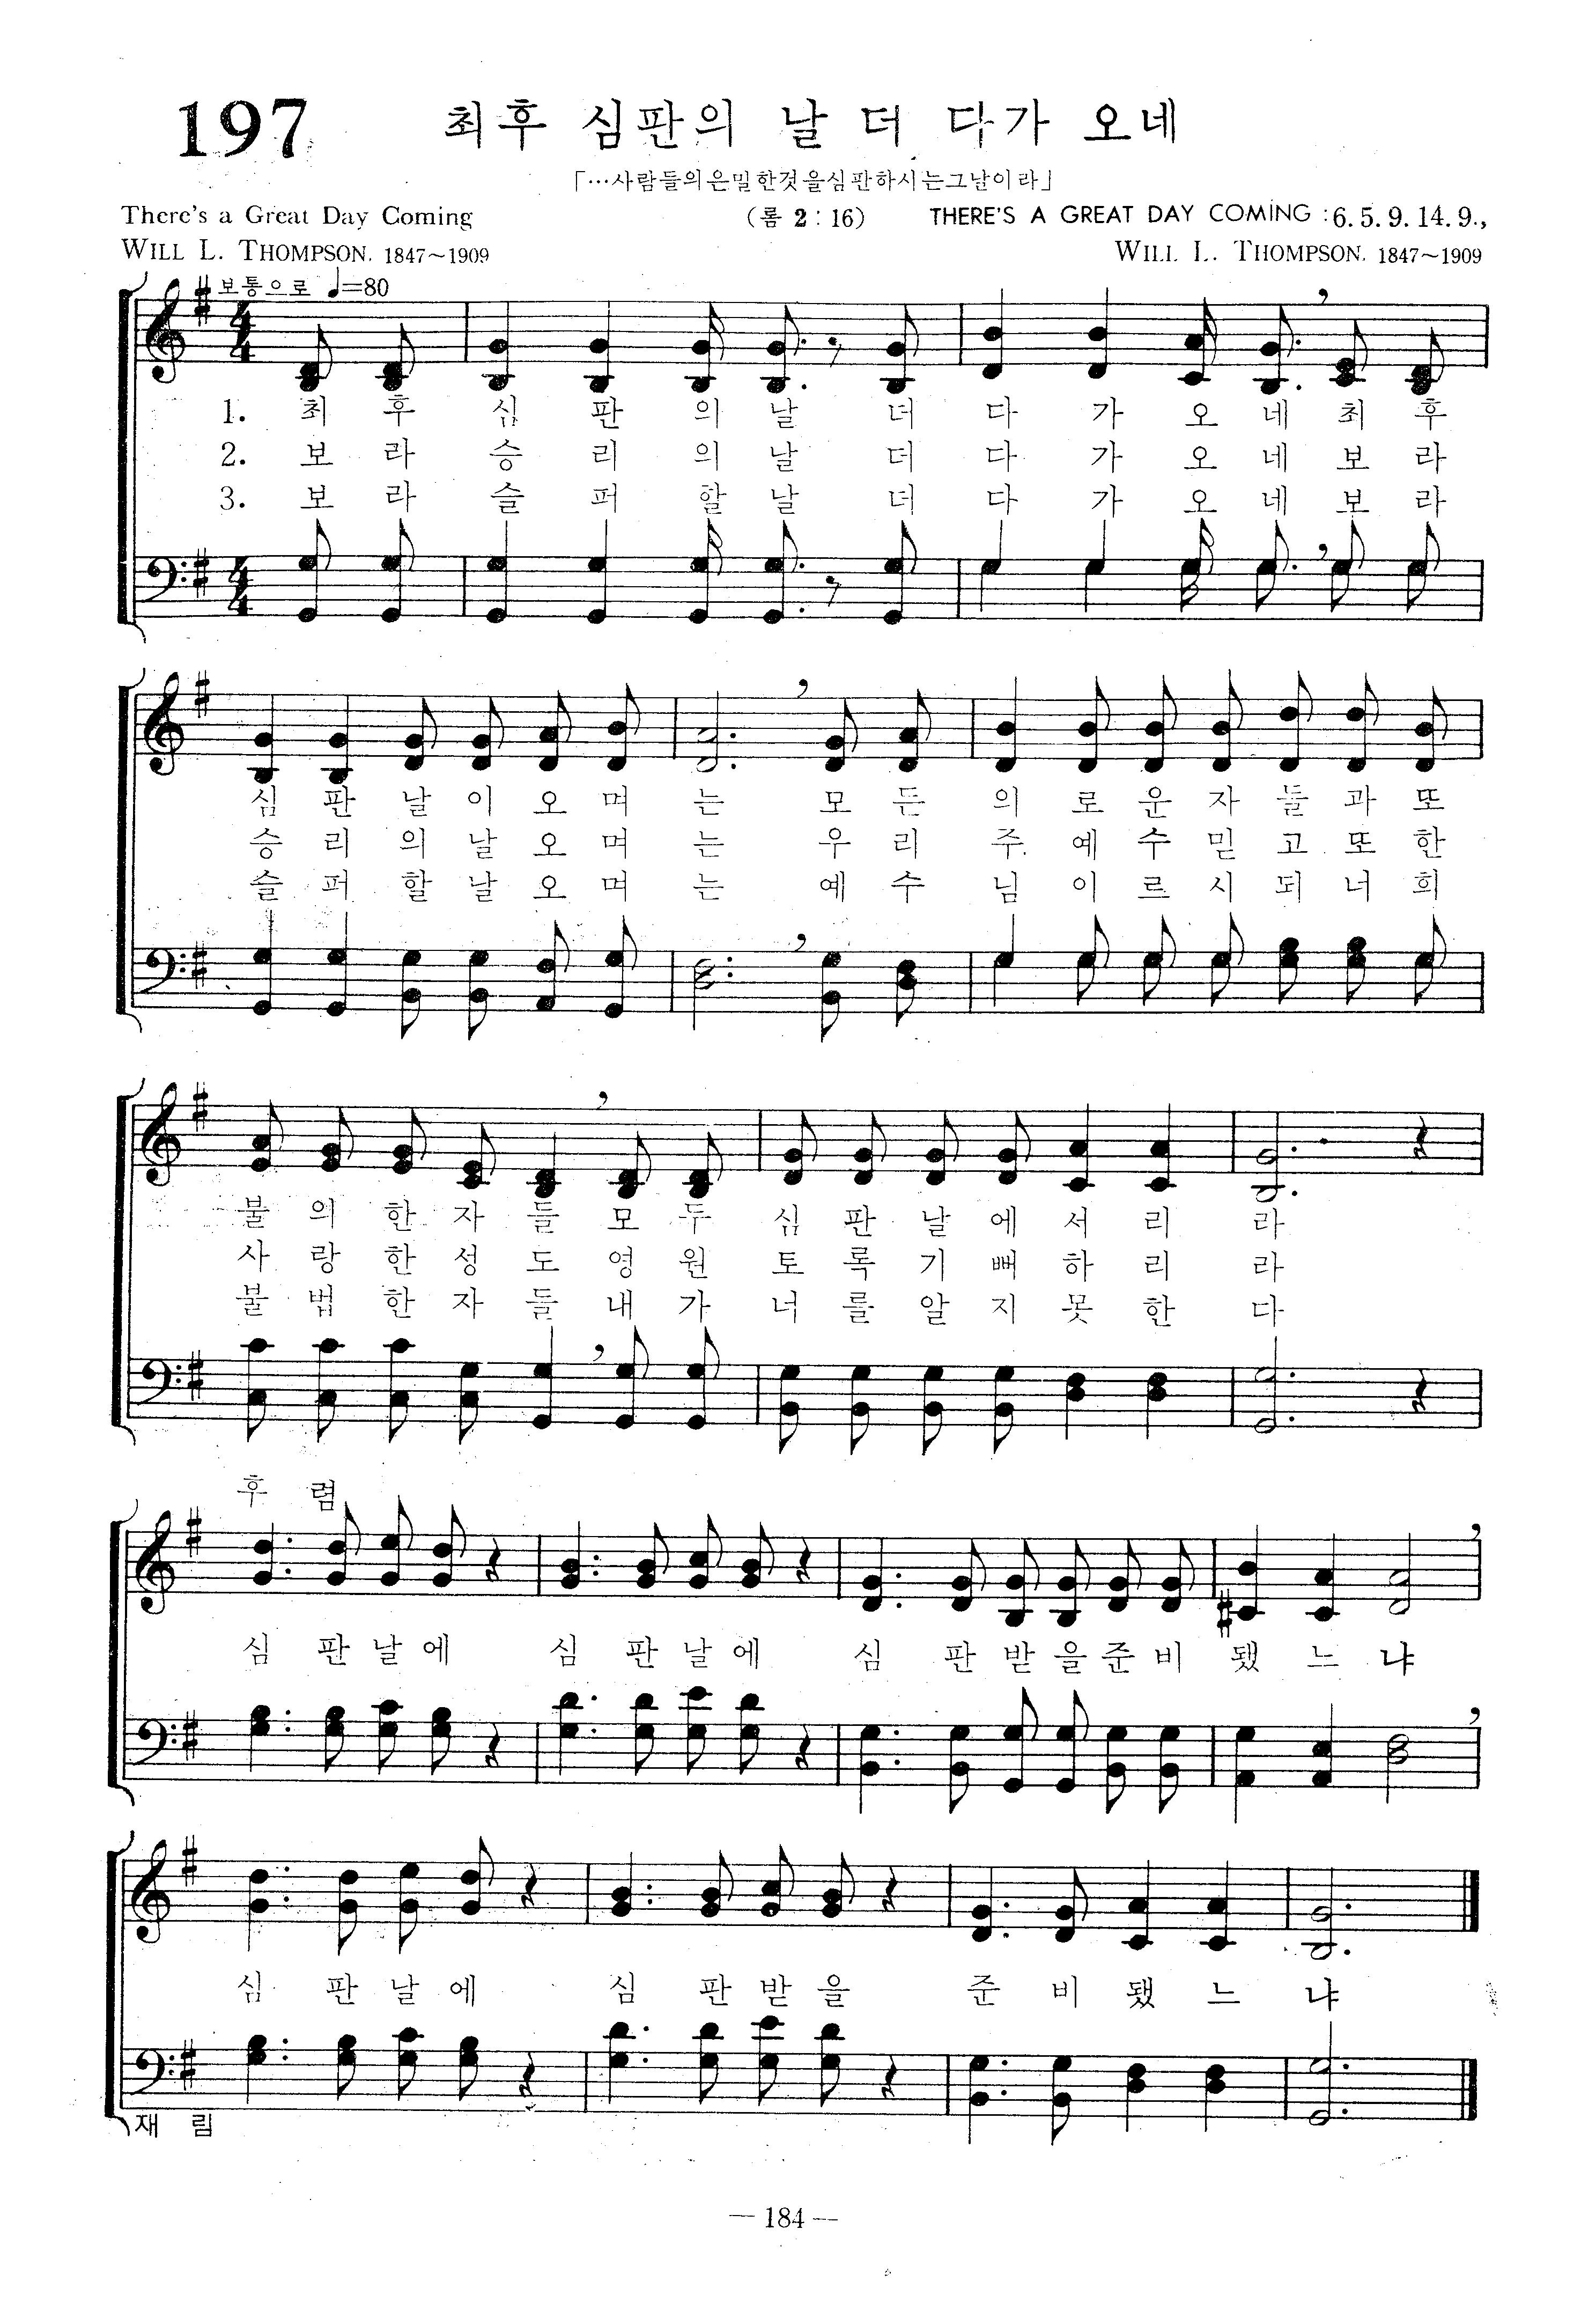 197 최후 심판의 날 더 다가 오네
「…사람들의은밀한것을심판하시는그날이라」
There's a Great Day Coming (롬 2 : 16) THERE'S A GREAT DAY COMING : 6. 5. 9. 14. 9.,
WILL L. THOMPSON. 1847~1909 WILL L. THOMPSON. 1847~1909
보통으로 ♩=80
1. 최 후 심 판 의 날 더 다 가 오 네 최 후
2. 보 라 승 리 의 날 더 다 가 오 네 보 라
3. 보 라 슬 퍼 할 날 더 다 가 오 네 보 라
심 판 날 이 오 며 는 모 든 의 로 운 자 들 과 또
승 리 의 날 오 며 는 우 리 주 예 수 믿 고 또 한
슬 퍼 할 날 오 며 는 예 수 님 이 르 시 되 너 희
불 의 한 자 들 모 두 심 판 날 에 서 리 라
사 랑 한 성 도 영 원 토 록 기 뻐 하 리 라
불 법 한 자 들 내 가 너 를 알 지 못 한 다
후 렴
심 판 날 에 심 판 날 에 심 판 받 을 준 비 됐 느 냐
심 판 날 에 심 판 받 을 준 비 됐 느 냐
재 림
— 184 —